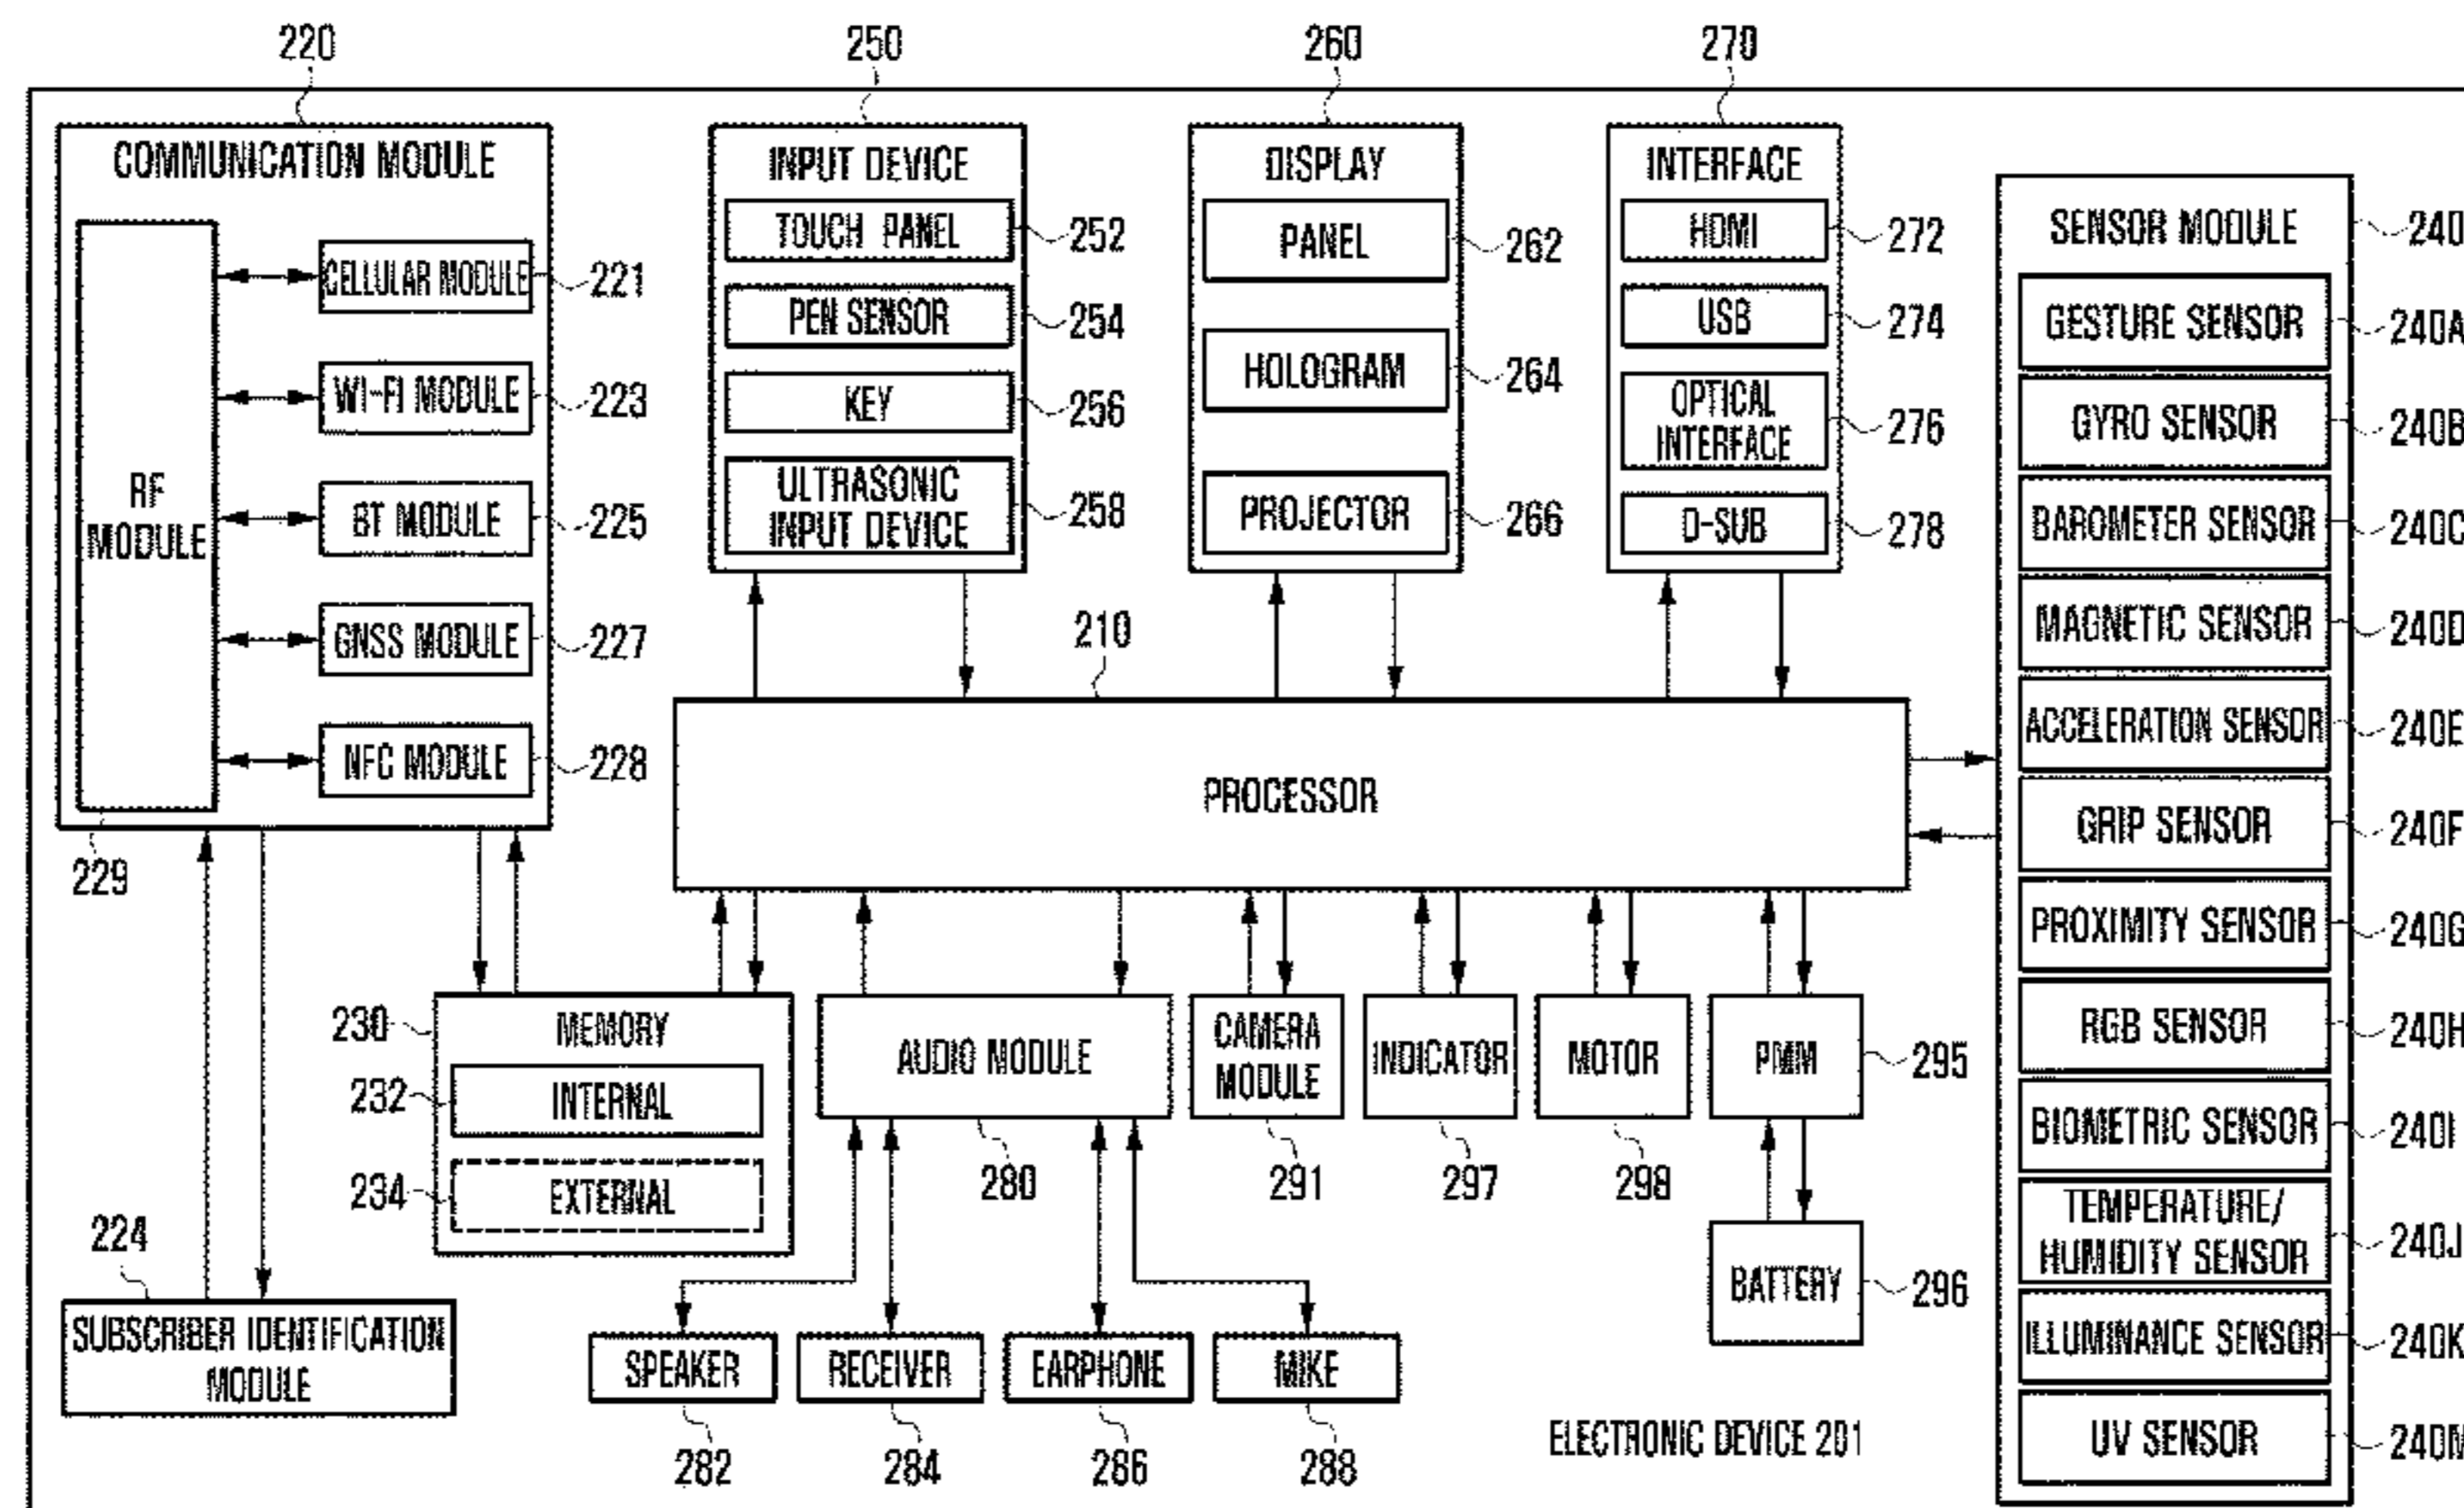 220
250
260
270
COMMUNICATION MODULE
RF
MODULE
CELLULAR MODULE
221
WI-FI MODULE
223
BT MODULE
225
GNSS MODULE
227
NFC MODULE
228
229
INPUT DEVICE
TOUCH PANEL
252
PEN SENSOR
254
KEY
256
ULTRASONIC
INPUT DEVICE
258
DISPLAY
PANEL
262
HOLOGRAM
264
PROJECTOR
266
INTERFACE
HDMI
272
USB
274
OPTICAL
INTERFACE
276
D-SUB
278
SENSOR MODULE
240
GESTURE SENSOR
240A
GYRO SENSOR
240B
BAROMETER SENSOR
240C
MAGNETIC SENSOR
240D
ACCELERATION SENSOR
240E
GRIP SENSOR
240F
PROXIMITY SENSOR
240G
RGB SENSOR
240H
BIOMETRIC SENSOR
240I
TEMPERATURE/
HUMIDITY SENSOR
240J
ILLUMINANCE SENSOR
240K
UV SENSOR
240M
210
PROCESSOR
230
MEMORY
232
INTERNAL
234
EXTERNAL
AUDIO MODULE
280
CAMERA
MODULE
291
INDICATOR
297
MOTOR
298
PMM
295
BATTERY
296
224
SUBSCRIBER IDENTIFICATION
MODULE
SPEAKER
282
RECEIVER
284
EARPHONE
286
MIKE
288
ELECTRONIC DEVICE 201